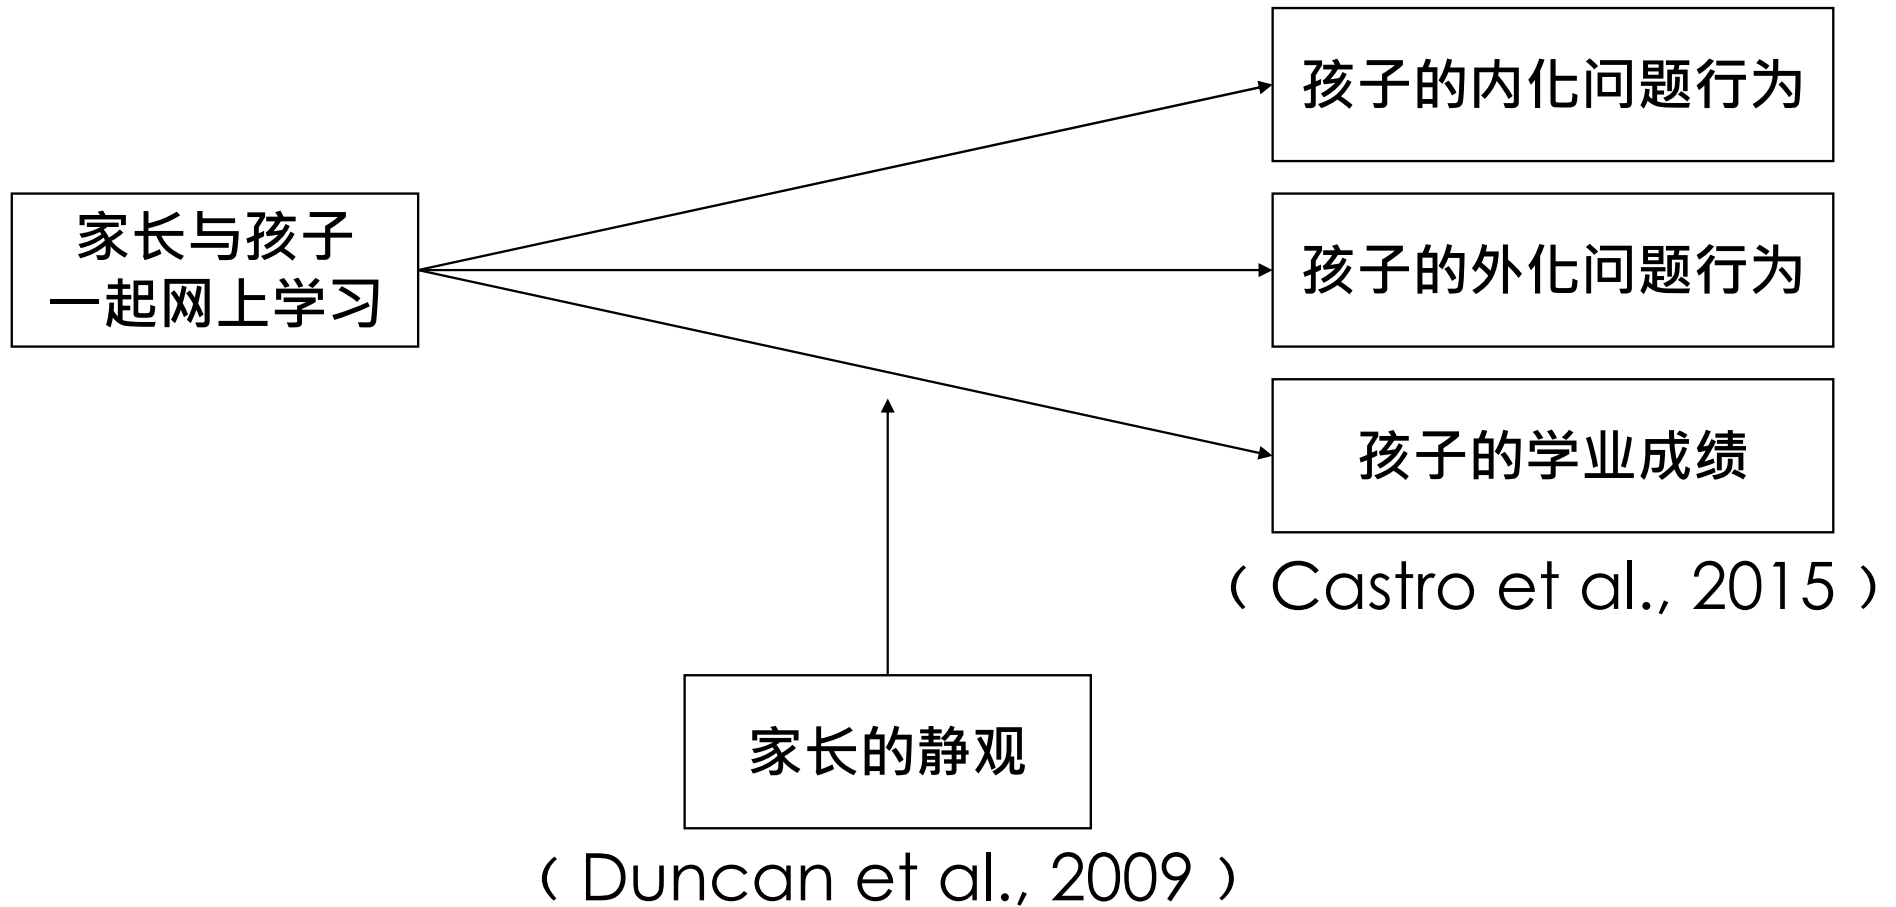 孩子的内化问题行为
家长与孩子
一起网上学习
孩子的外化问题行为
孩子的学业成绩
（Castro et al., 2015）
家长的静观
（Duncan et al., 2009）